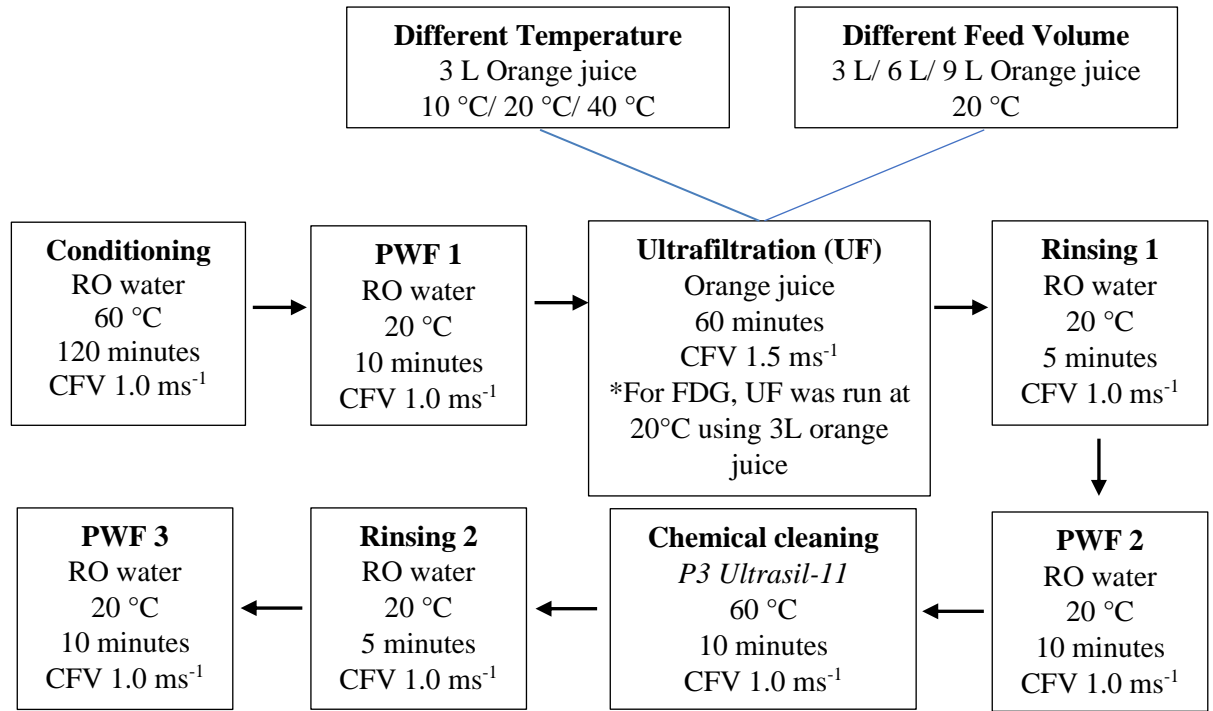 Different Temperature
3 L Orange juice
10 °C/ 20 °C/ 40 °C
Different Feed Volume
3 L/ 6 L/ 9 L Orange juice
20 °C
Conditioning
RO water
60 °C
120 minutes
CFV 1.0 ms⁻¹
PWF 1
RO water
20 °C
10 minutes
CFV 1.0 ms⁻¹
Ultrafiltration (UF)
Orange juice
60 minutes
CFV 1.5 ms⁻¹
*For FDG, UF was run at
20°C using 3L orange
juice
Rinsing 1
RO water
20 °C
5 minutes
CFV 1.0 ms⁻¹
PWF 2
RO water
20 °C
10 minutes
CFV 1.0 ms⁻¹
Chemical cleaning
P3 Ultrasil-11
60 °C
10 minutes
CFV 1.0 ms⁻¹
Rinsing 2
RO water
20 °C
5 minutes
CFV 1.0 ms⁻¹
PWF 3
RO water
20 °C
10 minutes
CFV 1.0 ms⁻¹